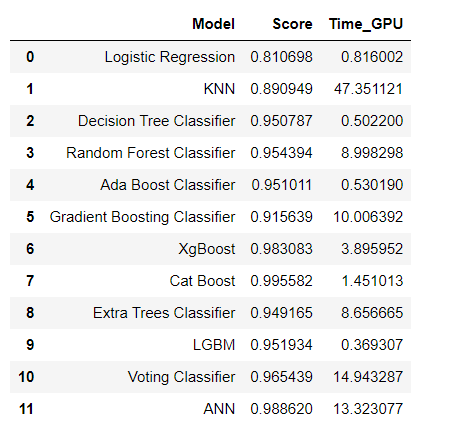 Model Score Time_GPU
0 Logistic Regression 0.810698 0.816002
1 KNN 0.890949 47.351121
2 Decision Tree Classifier 0.950787 0.502200
3 Random Forest Classifier 0.954394 8.998298
4 Ada Boost Classifier 0.951011 0.530190
5 Gradient Boosting Classifier 0.915639 10.006392
6 XgBoost 0.983083 3.895952
7 Cat Boost 0.995582 1.451013
8 Extra Trees Classifier 0.949165 8.656665
9 LGBM 0.951934 0.369307
10 Voting Classifier 0.965439 14.943287
11 ANN 0.988620 13.323077